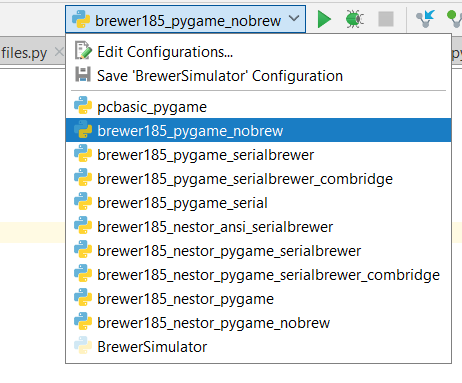 brewer185_pygame_nobrew
files.py
Edit Configurations...
Save 'BrewerSimulator' Configuration
pcbasic_pygame
brewer185_pygame_nobrew
brewer185_pygame_serialbrewer
brewer185_pygame_serialbrewer_combridge
brewer185_pygame_serial
brewer185_nestor_ansi_serialbrewer
brewer185_nestor_pygame_serialbrewer
brewer185_nestor_pygame_serialbrewer_combridge
brewer185_nestor_pygame
brewer185_nestor_pygame_nobrew
BrewerSimulator